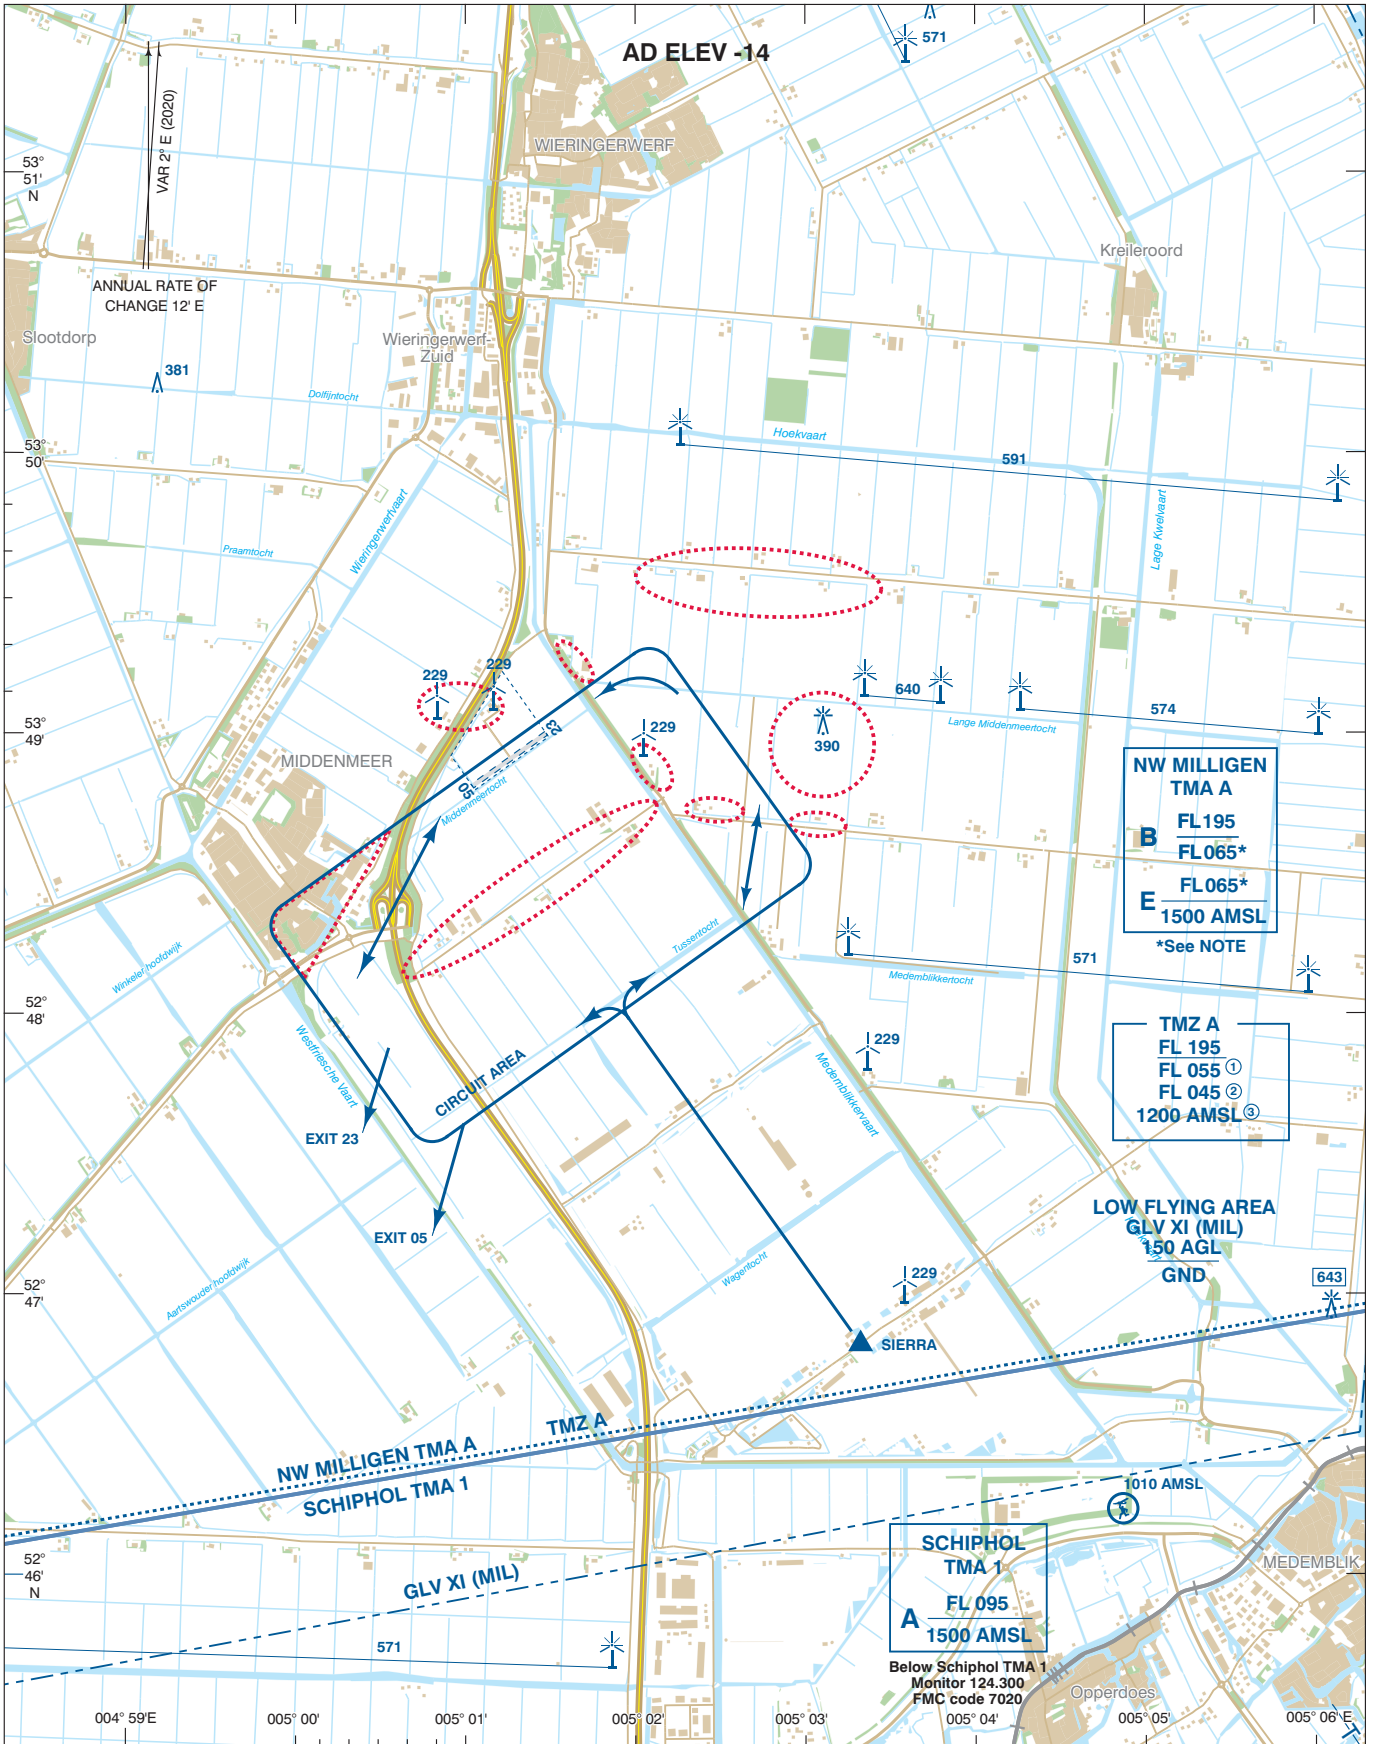 571
AD ELEV -14
VAR 2° E (2020)
WIERINGERWERF
53°
51'
N
Kreileroord
ANNUAL RATE OF
CHANGE 12' E
Slootdorp
Wieringerwerf-
Zuid
381
Dolfijntocht
Hoekvaart
53°
50'
591
Lage Kwelvaart
Wieringerwerfvaart
Praamtocht
229
229
640
574
Lange Middenmeertocht
53°
49'
229
23
390
MIDDENMEER
05
Middenmeertocht
NW MILLIGEN
TMA A
B
FL195
FL065*
E
FL065*
1500 AMSL
*See NOTE
Tussentocht
Winkeler hoofdwijk
571
Medemblikkertocht
52°
48'
Westfriesche Vaart
TMZ A
FL 195
FL 055 ①
FL 045 ②
1200 AMSL ③
229
CIRCUIT AREA
Medemblikkervaart
EXIT 23
LOW FLYING AREA
GLV XI (MIL)
150 AGL
GND
EXIT 05
Wagentocht
Aartswouder hoofdwijk
229
643
52°
47'
SIERRA
TMZ A
NW MILLIGEN TMA A
SCHIPHOL TMA 1
1010 AMSL
SCHIPHOL
TMA 1
A
FL 095
1500 AMSL
MEDEMBLIK
52°
46'
N
GLV XI (MIL)
571
Below Schiphol TMA 1
Monitor 124.300
FMC code 7020
Opperdoes
004° 59'E
005° 00'
005° 01'
005° 02'
005° 03'
005° 04'
005° 05'
005° 06' E